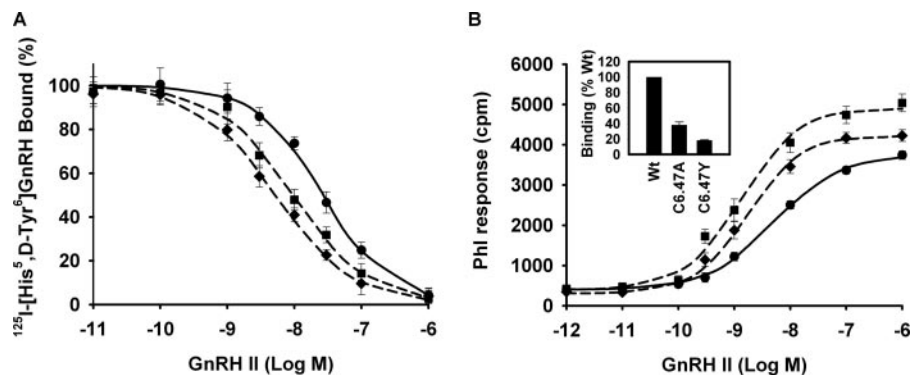 A
¹²⁵I-[His⁵,D-Tyr⁶]GnRH Bound (%)
120
100
80
60
40
20
0
-11 -10 -9 -8 -7 -6
GnRH II (Log M)
B
PhI response (cpm)
6000
5000
4000
3000
2000
1000
0
-12 -11 -10 -9 -8 -7 -6
GnRH II (Log M)
Binding (% Wt)
120
100
80
60
40
20
0
Wt
C6.47A
C6.47Y